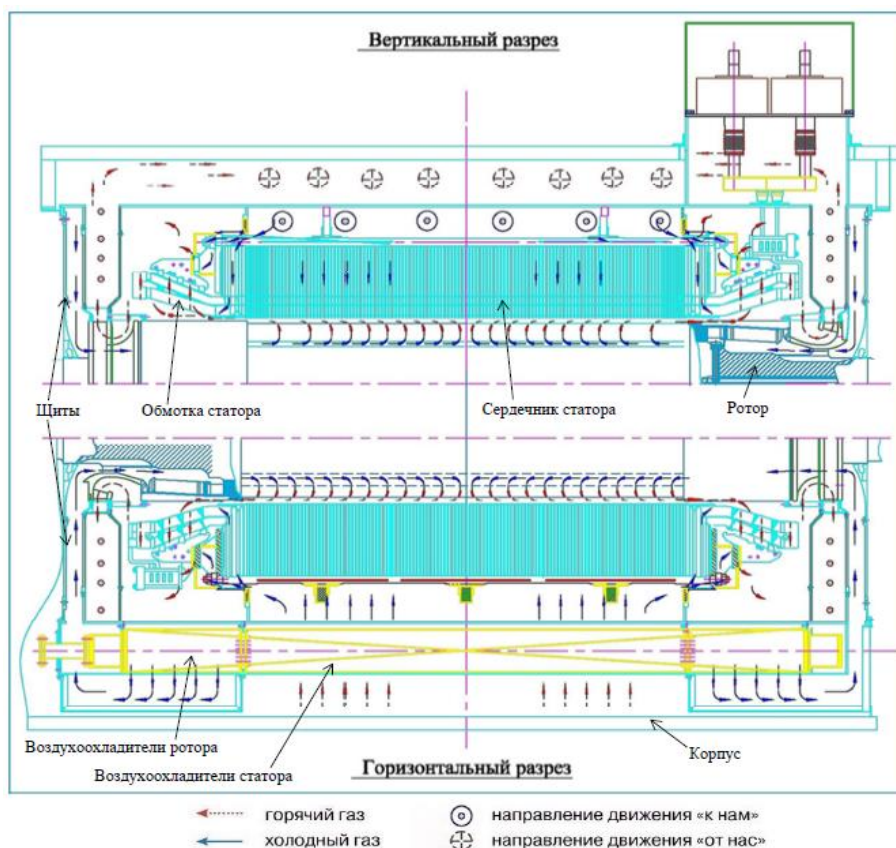 Вертикальный разрез
Щиты
Обмотка статора
Сердечник статора
Ротор
Воздухоохладители ротора
Воздухоохладители статора
Корпус
Горизонтальный разрез
горячий газ
направление движения «к нам»
холодный газ
направление движения «от нас»